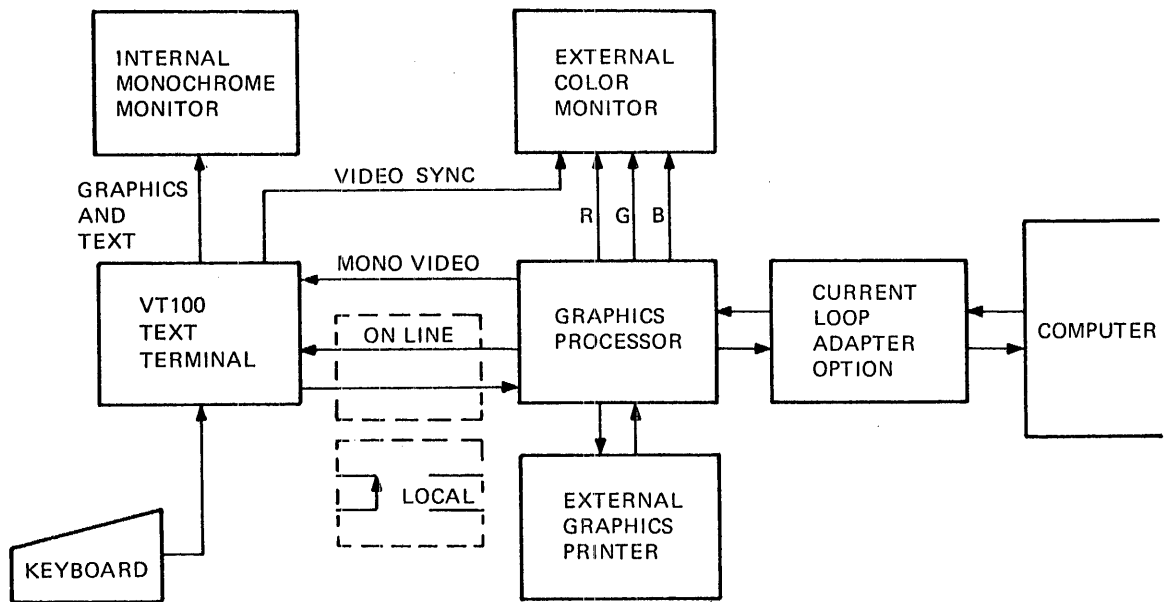 INTERNAL
MONOCHROME
MONITOR
EXTERNAL
COLOR
MONITOR
GRAPHICS
AND
TEXT
VIDEO SYNC
R G B
MONO VIDEO
VT100
TEXT
TERMINAL
ON LINE
GRAPHICS
PROCESSOR
CURRENT
LOOP
ADAPTER
OPTION
COMPUTER
LOCAL
EXTERNAL
GRAPHICS
PRINTER
KEYBOARD